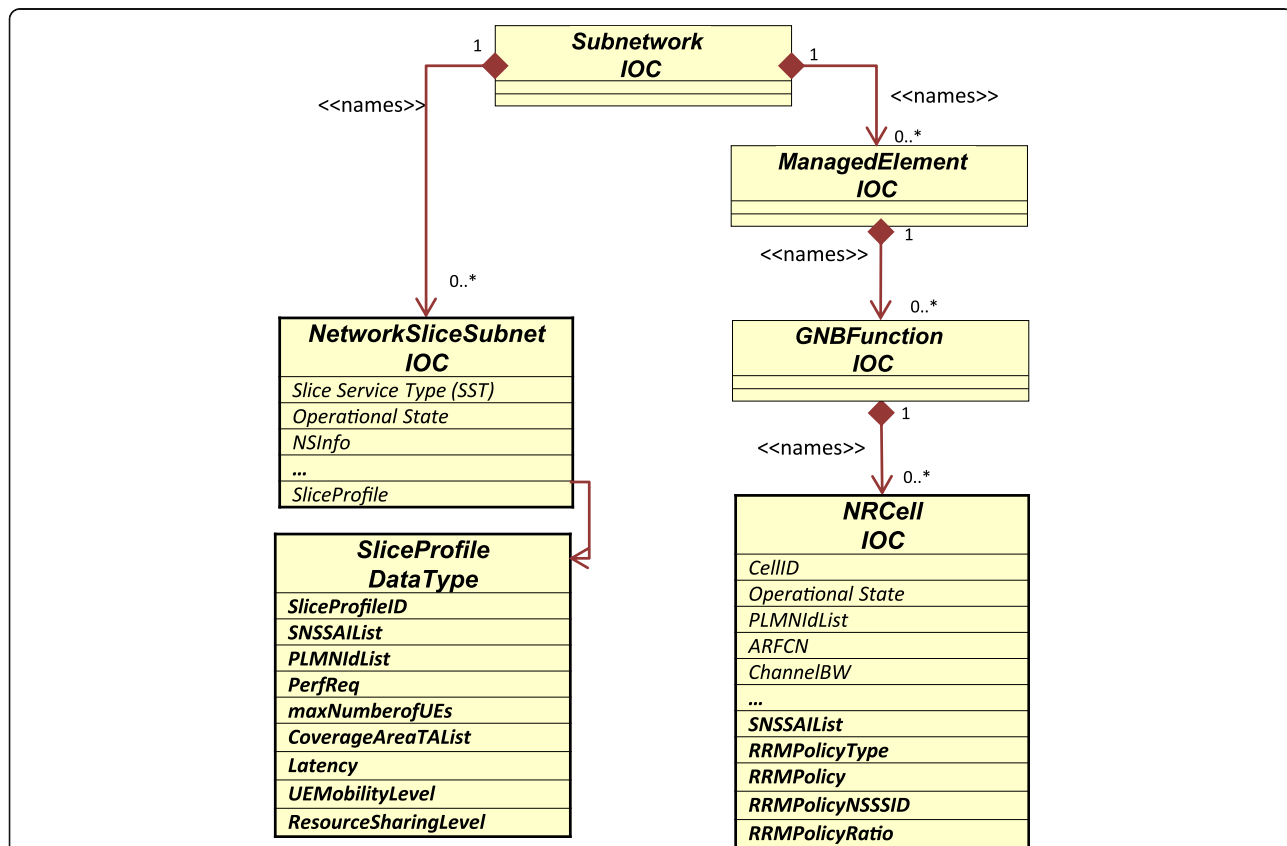 Subnetwork
IOC
1
1
<<names>>
<<names>>
0..*
ManagedElement
IOC
1
<<names>>
0..*
0..*
NetworkSliceSubnet
IOC
Slice Service Type (SST)
Operational State
NSInfo
...
SliceProfile
GNBFunction
IOC
1
<<names>>
0..*
SliceProfile
DataType
SliceProfileID
SNSSAIList
PLMNIdList
PerfReq
maxNumberofUEs
CoverageAreaTAList
Latency
UEMobilityLevel
ResourceSharingLevel
NRCell
IOC
CellID
Operational State
PLMNIdList
ARFCN
ChannelBW
...
SNSSAIList
RRMPolicyType
RRMPolicy
RRMPolicyNSSSID
RRMPolicyRatio